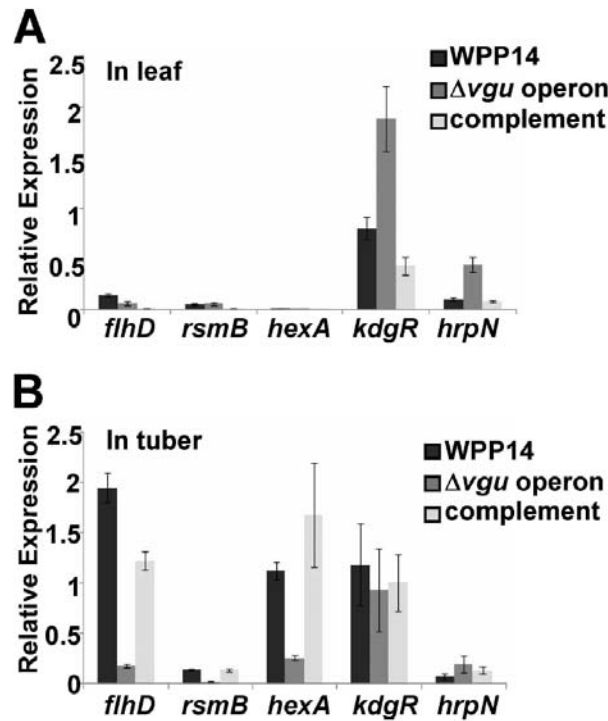 A
In leaf
WPP14
Δvgu operon
complement
Relative Expression
2.5
2
1
0.5
0
flhD rsmB hexA kdgR hrpN
B
In tuber
WPP14
Δvgu operon
complement
Relative Expression
2.5
2
1.5
1
0.5
0
flhD rsmB hexA kdgR hrpN